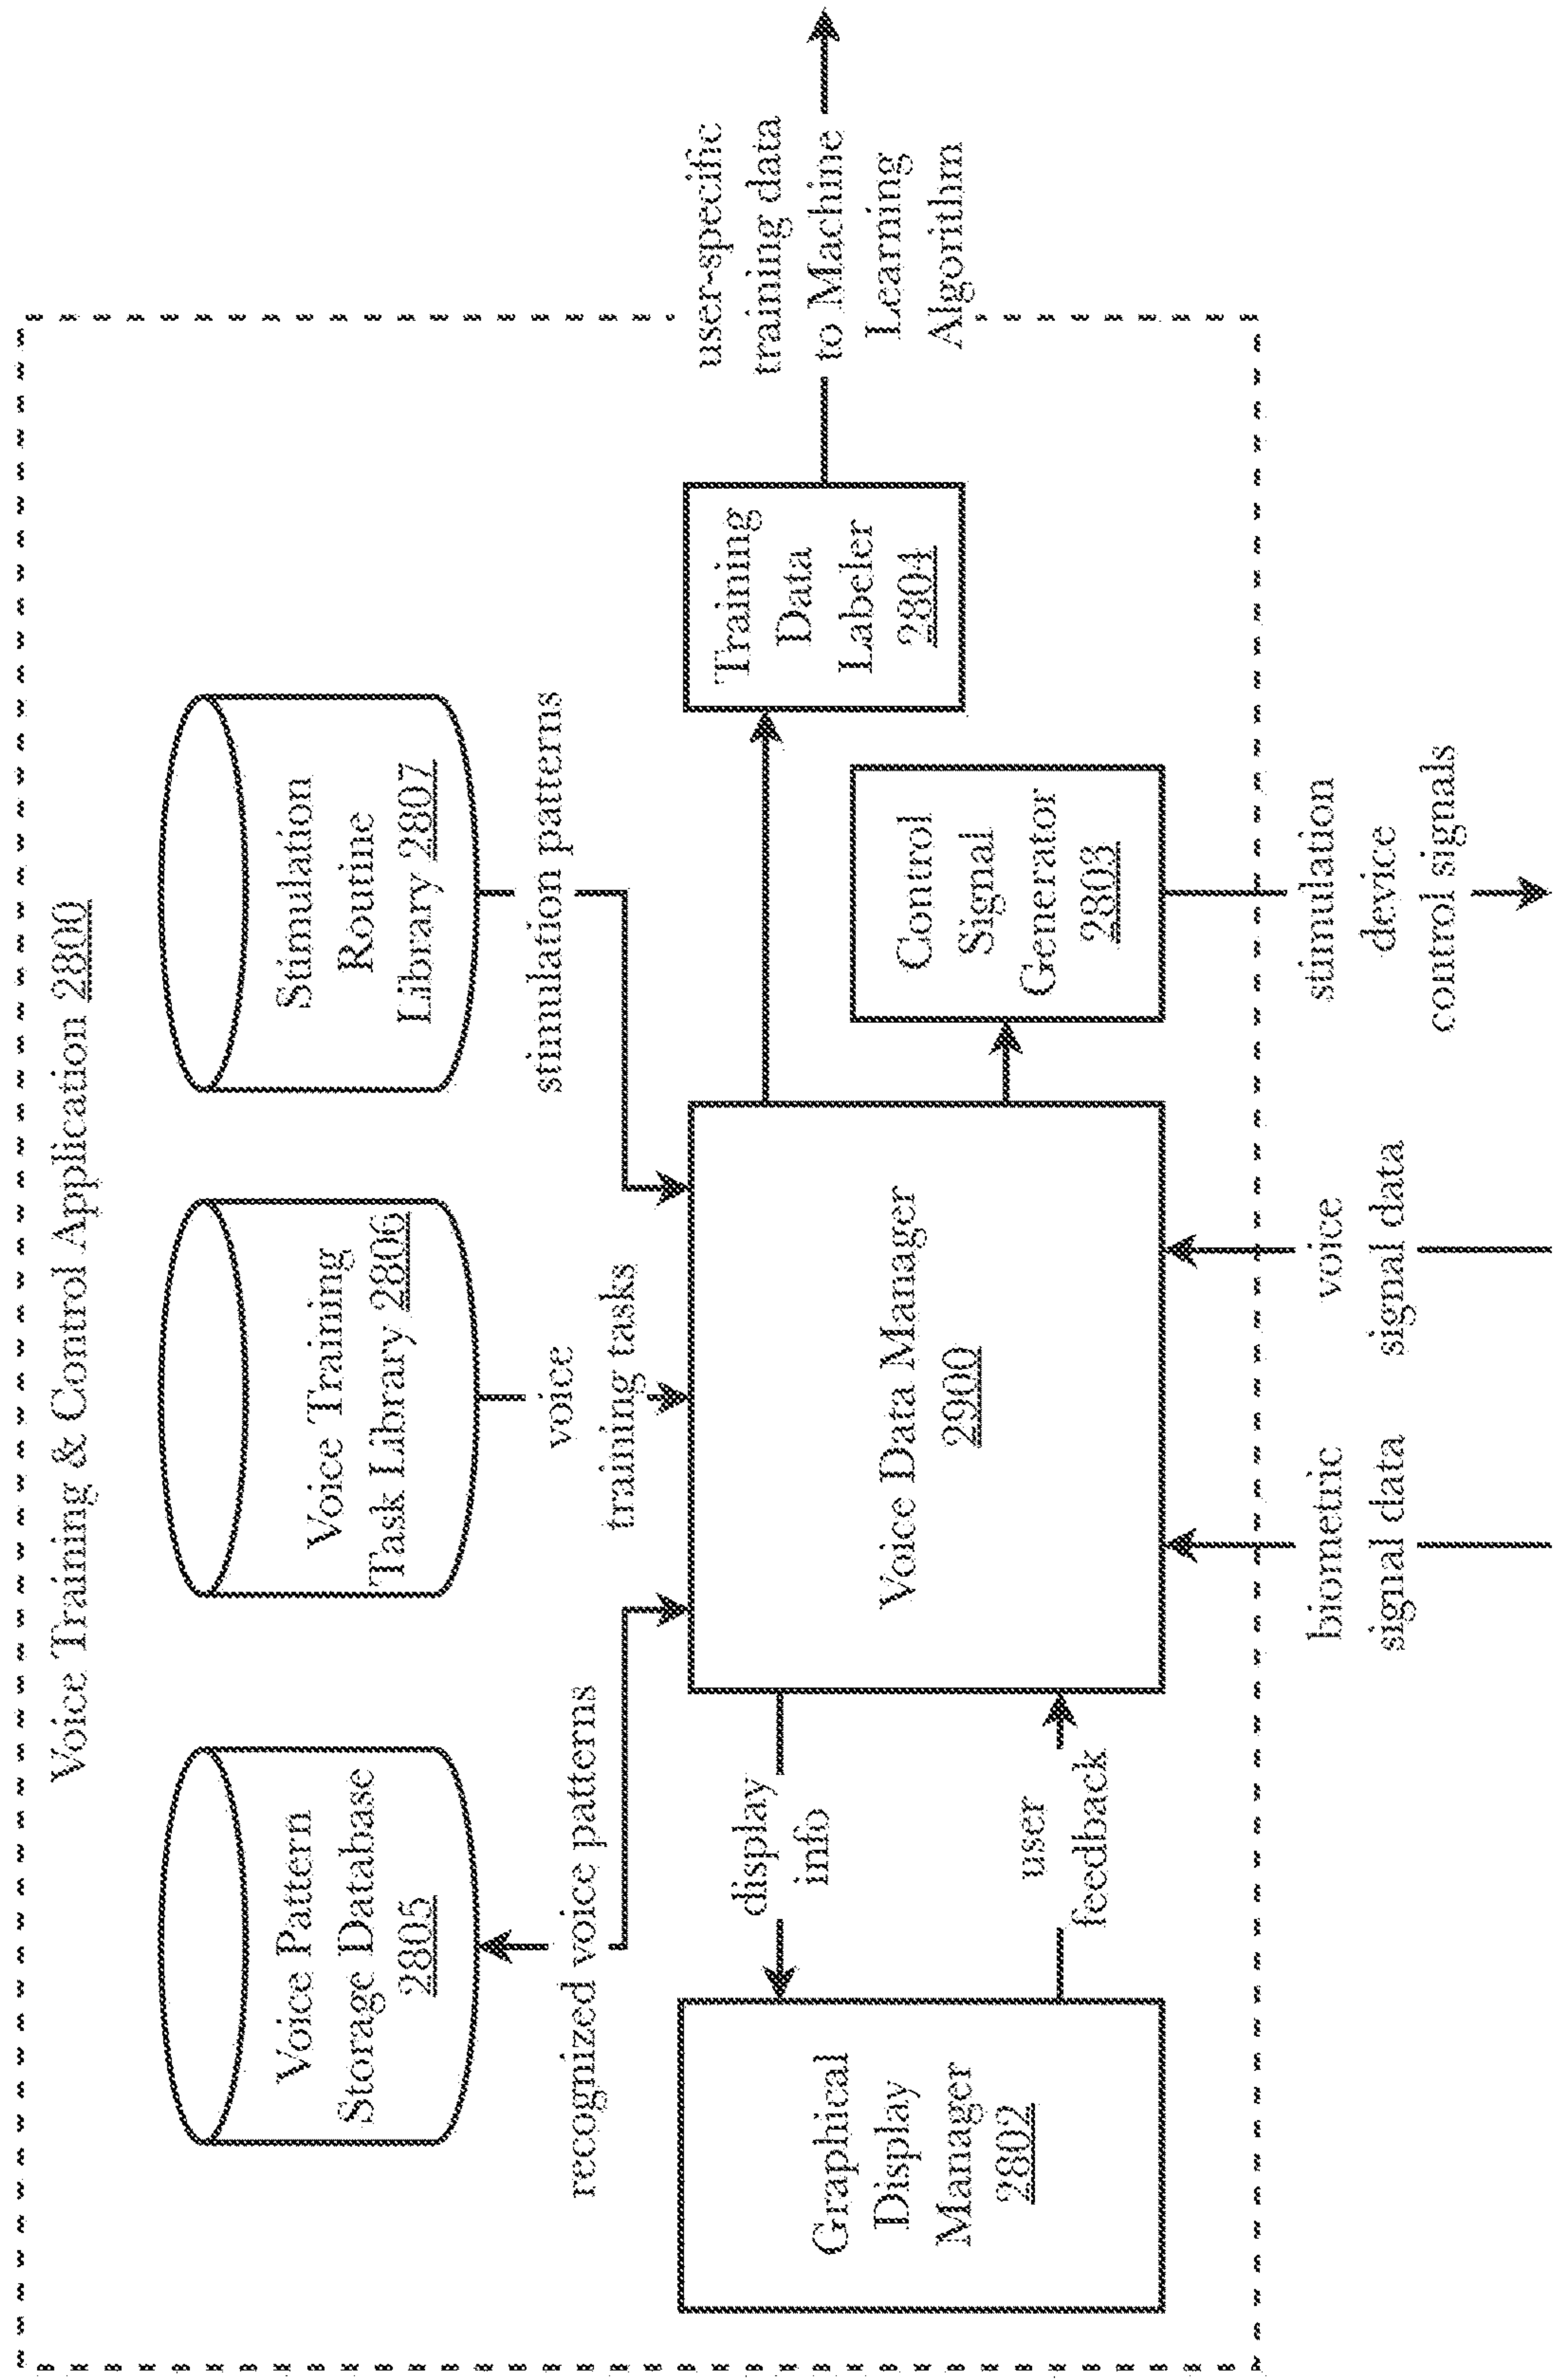 Voice Training & Control Application 2800
Voice Pattern
Storage Database
2805
Voice Training
Task Library 2806
Stimulation
Routine
Library 2807
recognized voice patterns
voice
training tasks
stimulation patterns
Graphical
Display
Manager
2802
display
info
user
feedback
Voice Data Manager
2900
Control
Signal
Generator
2803
Training
Data
Labeler
2804
user-specific
training data
to Machine
Learning
Algorithm
biometric
signal data
voice
signal data
stimulation
device
control signals